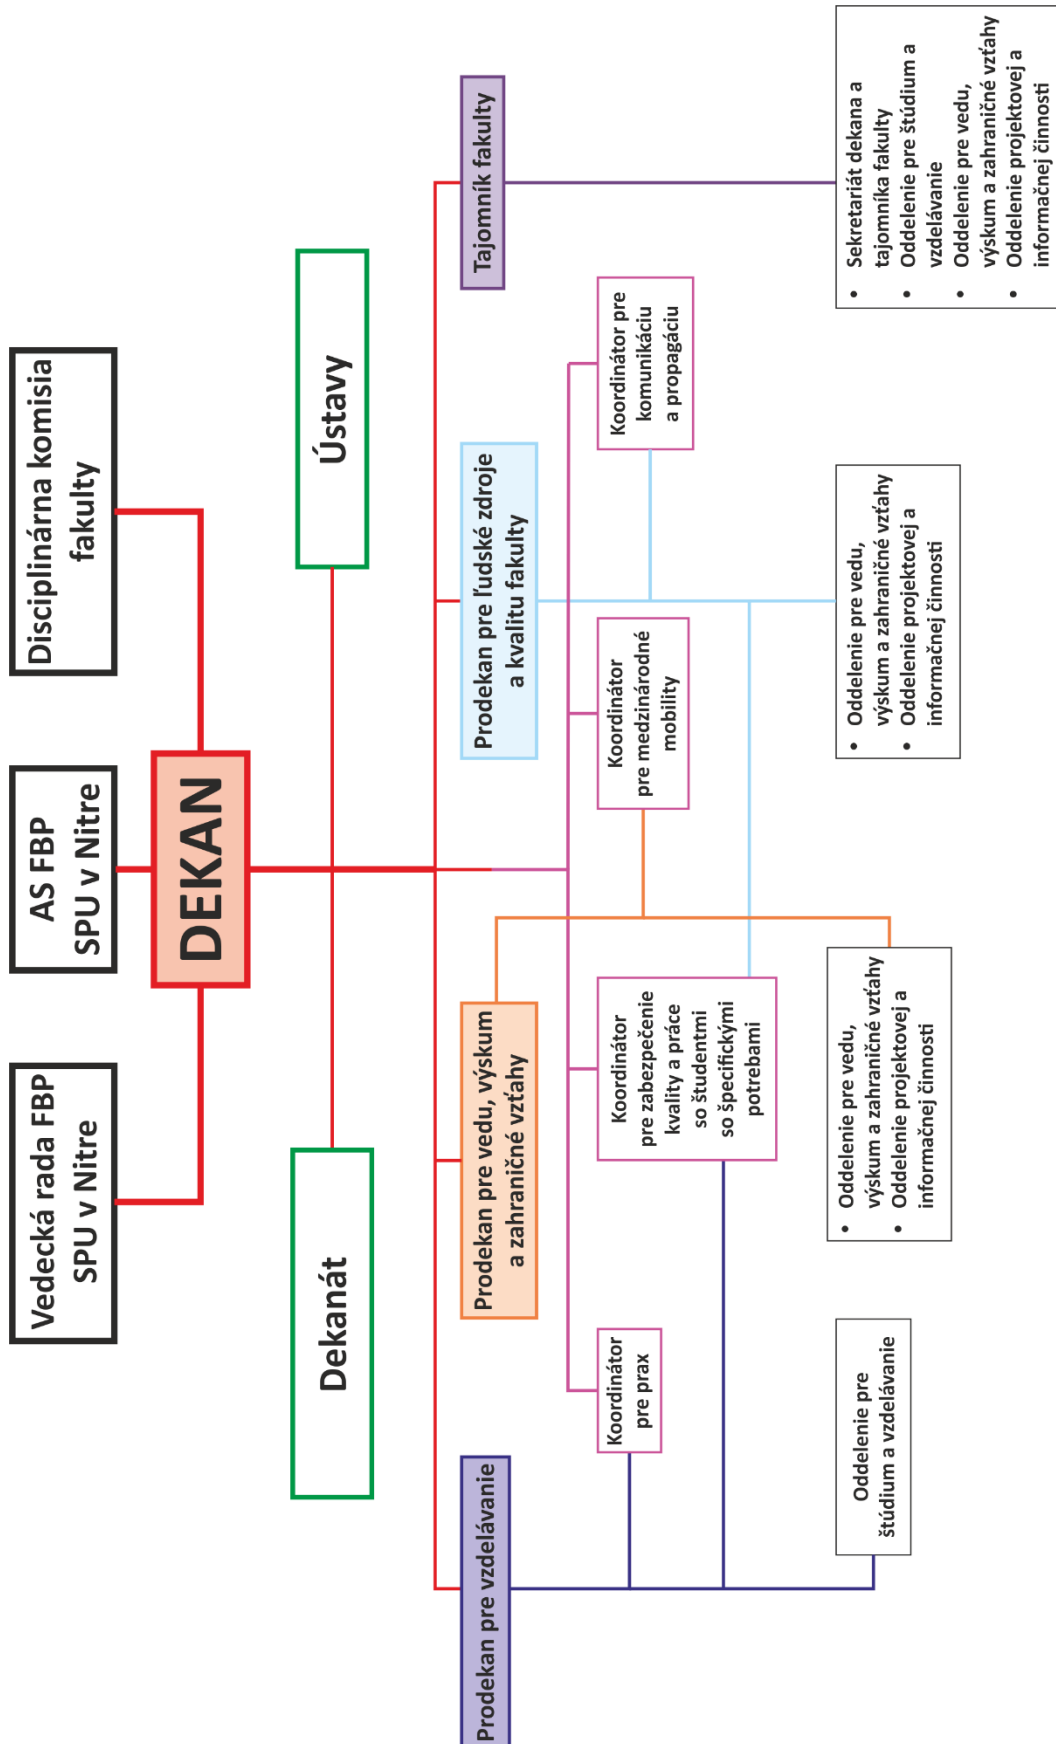 Vedecká rada FBP
SPU v Nitre
AS FBP
SPU v Nitre
Disciplinárna komisia
fakulty
DEKAN
Dekanát
Ústavy
Prodekan pre vzdelávanie
Prodekan pre vedu, výskum
a zahraničné vzťahy
Prodekan pre ľudské zdroje
a kvalitu fakulty
Tajomník fakulty
Koordinátor
pre prax
Koordinátor
pre zabezpečenie
kvality a práce
so študentmi
so špecifickými
potrebami
Koordinátor
pre medzinárodné
mobility
Koordinátor pre
komunikáciu
a propagáciu
Oddelenie pre
štúdium a vzdelávanie
• Oddelenie pre vedu,
výskum a zahraničné vzťahy
• Oddelenie projektovej a
informačnej činnosti
• Oddelenie pre vedu,
výskum a zahraničné vzťahy
• Oddelenie projektovej a
informačnej činnosti
• Sekretariát dekana a
tajomníka fakulty
• Oddelenie pre štúdium a
vzdelávanie
• Oddelenie pre vedu,
výskum a zahraničné vzťahy
• Oddelenie projektovej a
informačnej činnosti